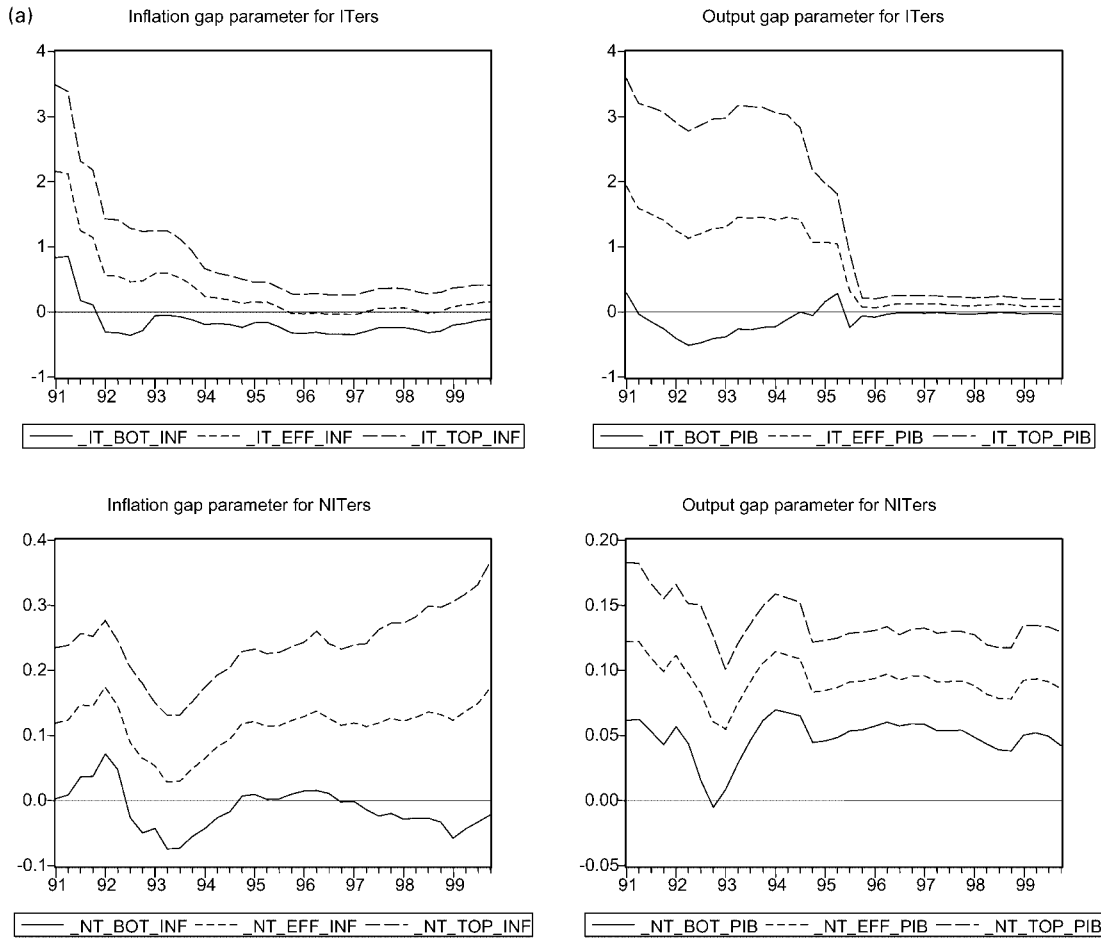 (a)
Inflation gap parameter for ITers
4
3
2
1
0
-1
91 92 93 94 95 96 97 98 99
_IT_BOT_INF _IT_EFF_INF _IT_TOP_INF
Output gap parameter for ITers
4
3
2
1
0
-1
91 92 93 94 95 96 97 98 99
_IT_BOT_PIB _IT_EFF_PIB _IT_TOP_PIB
Inflation gap parameter for NITers
0.4
0.3
0.2
0.1
0.0
-0.1
91 92 93 94 95 96 97 98 99
_NT_BOT_INF _NT_EFF_INF _NT_TOP_INF
Output gap parameter for NITers
0.20
0.15
0.10
0.05
0.00
-0.05
91 92 93 94 95 96 97 98 99
_NT_BOT_PIB _NT_EFF_PIB _NT_TOP_PIB